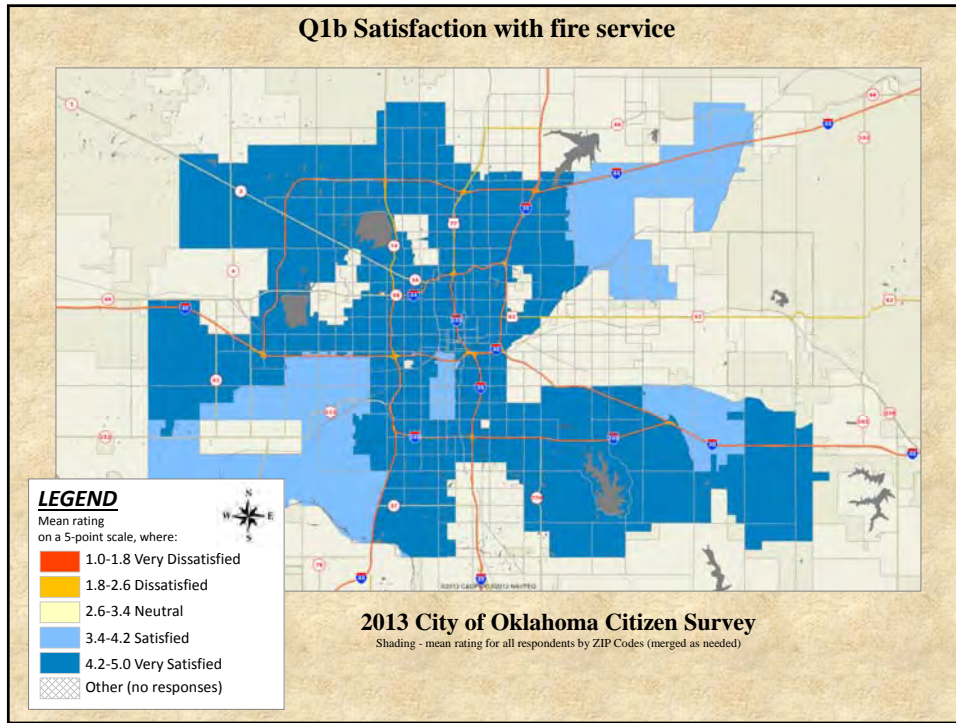 Q1b Satisfaction with fire service
LEGEND
Mean rating
on a 5-point scale, where:
N
W E
S
1.0-1.8 Very Dissatisfied
1.8-2.6 Dissatisfied
2.6-3.4 Neutral
3.4-4.2 Satisfied
4.2-5.0 Very Satisfied
Other (no responses)
2013 City of Oklahoma Citizen Survey
Shading - mean rating for all respondents by ZIP Codes (merged as needed)